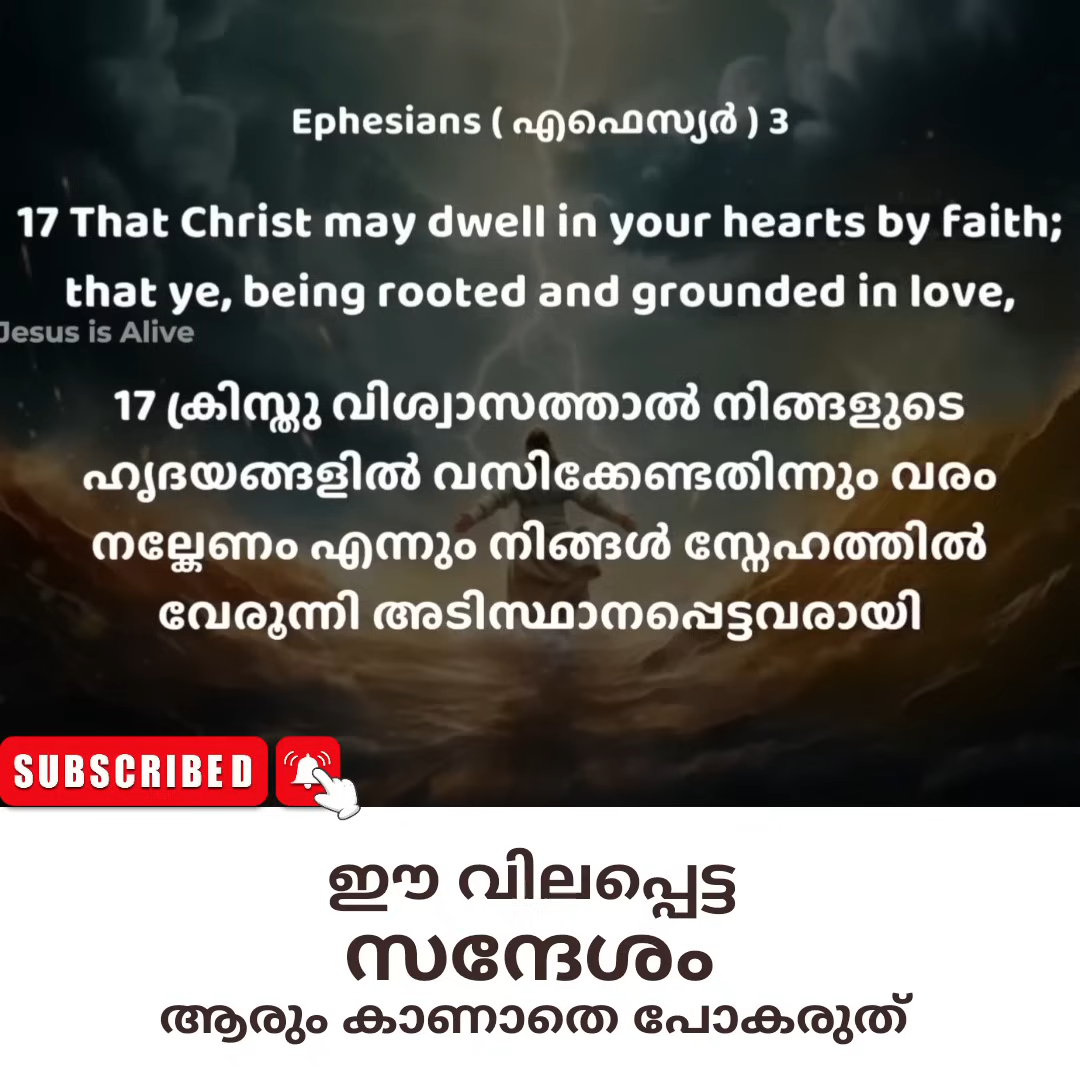 Ephesians ( എഫെസ്യർ ) 3
17 That Christ may dwell in your hearts by faith;
that ye, being rooted and grounded in love,
Jesus is Alive
17 ക്രിസ്തു വിശ്വാസത്താൽ നിങ്ങളുടെ
ഹൃദയങ്ങളിൽ വസിക്കേണ്ടതിന്നും വരം
നല്ലേണം എന്നും നിങ്ങൾ സ്നേഹത്തിൽ
വേരൂന്നി അടിസ്ഥാനപ്പെട്ടവരായി
SUBSCRIBED
ഈ വിലപ്പെട്ട
സന്ദേശം
ആരും കാണാതെ പോകരുത്